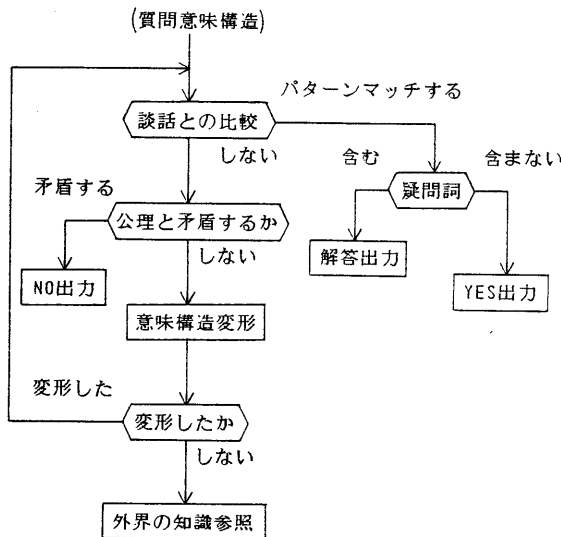 (質問意味構造)
パターンマッチする
談話との比較
しない
含む
含まない
矛盾する
疑問詞
公理と矛盾するか
解答出力
しない
NO出力
YES出力
意味構造変形
変形した
変形したか
しない
外界の知識参照